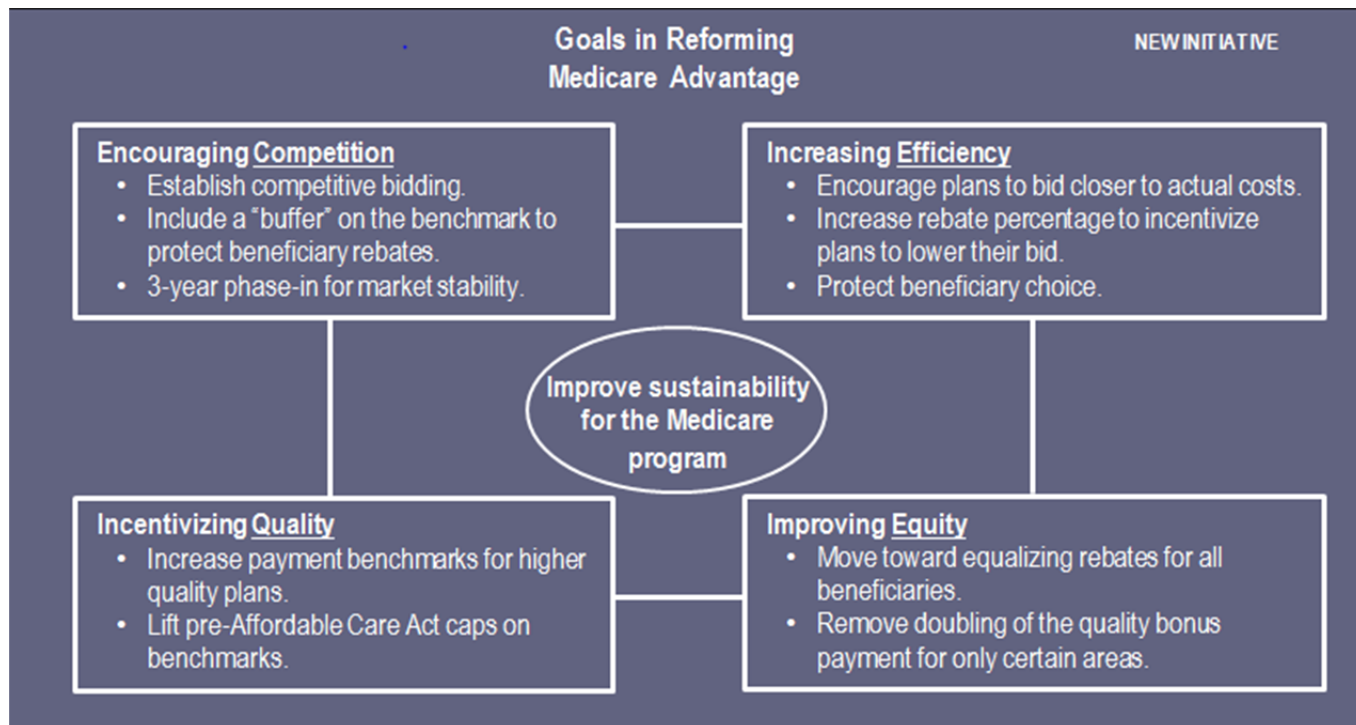 Goals in Reforming
Medicare Advantage
NEW INITIATIVE
Encouraging Competition
• Establish competitive bidding.
• Include a “buffer” on the benchmark to
protect beneficiary rebates.
• 3-year phase-in for market stability.
Increasing Efficiency
• Encourage plans to bid closer to actual costs.
• Increase rebate percentage to incentivize
plans to lower their bid.
• Protect beneficiary choice.
Improve sustainability
for the Medicare
program
Incentivizing Quality
• Increase payment benchmarks for higher
quality plans.
• Lift pre-Affordable Care Act caps on
benchmarks.
Improving Equity
• Move toward equalizing rebates for all
beneficiaries.
• Remove doubling of the quality bonus
payment for only certain areas.